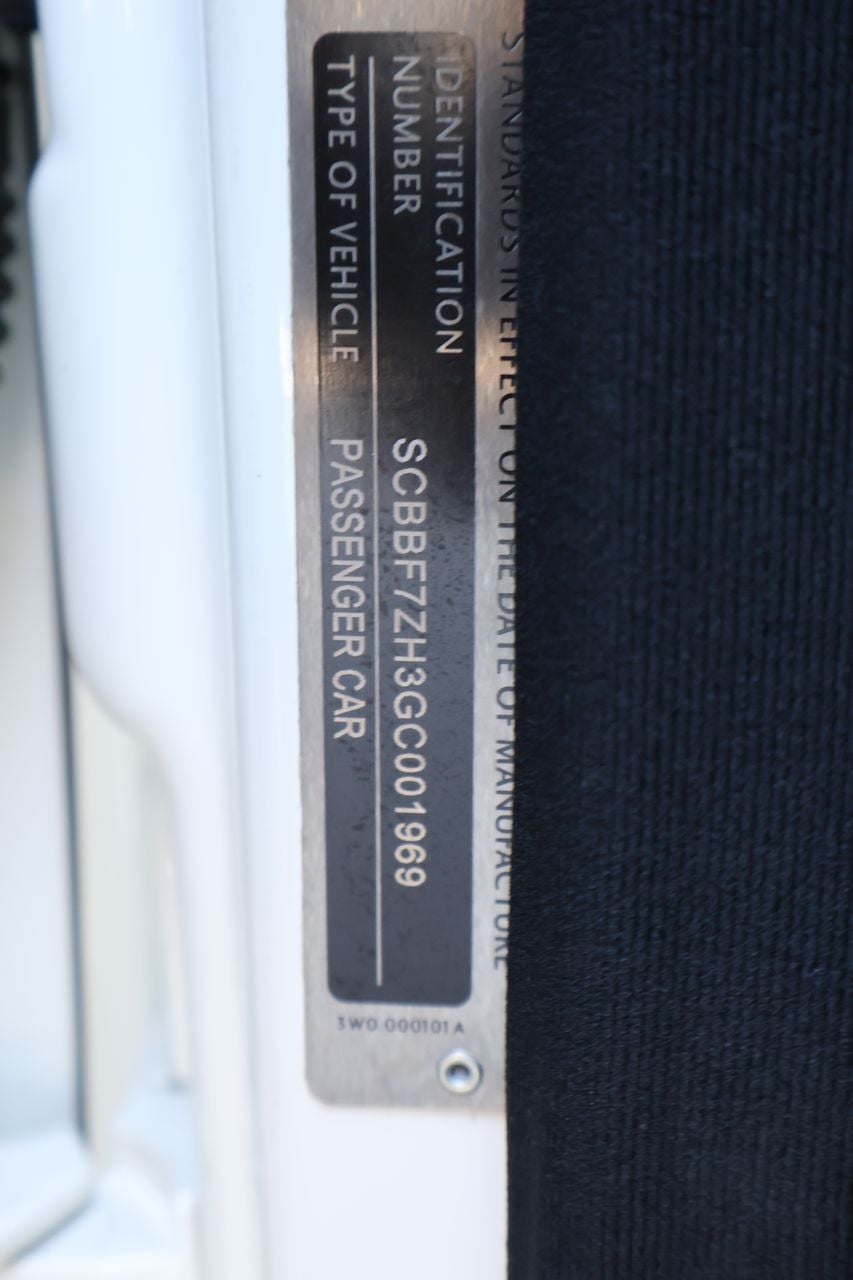 STANDARDS IN EFFECT ON THE DATE OF MANUFACTURE
IDENTIFICATION
NUMBER SCBBF7ZH3GC001969
TYPE OF VEHICLE PASSENGER CAR
3W0 000101 A